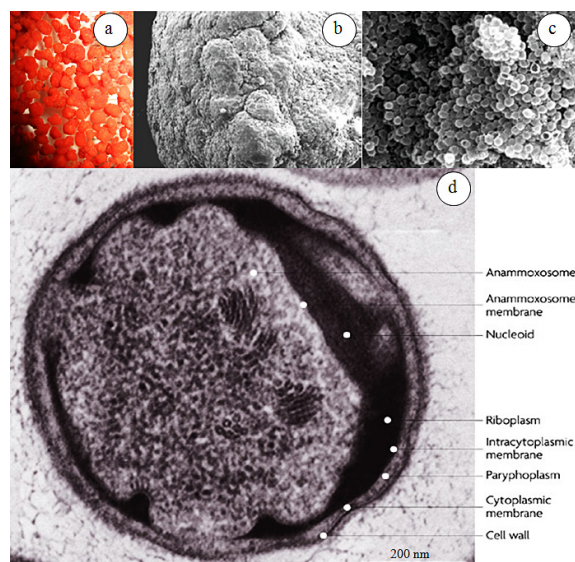 a
b
c
d
Anammoxosome
Anammoxosome
membrane
Nucleoid
Riboplasm
Intracytoplasmic
membrane
Paryphoplasm
Cytoplasmic
membrane
Cell wall
200 nm